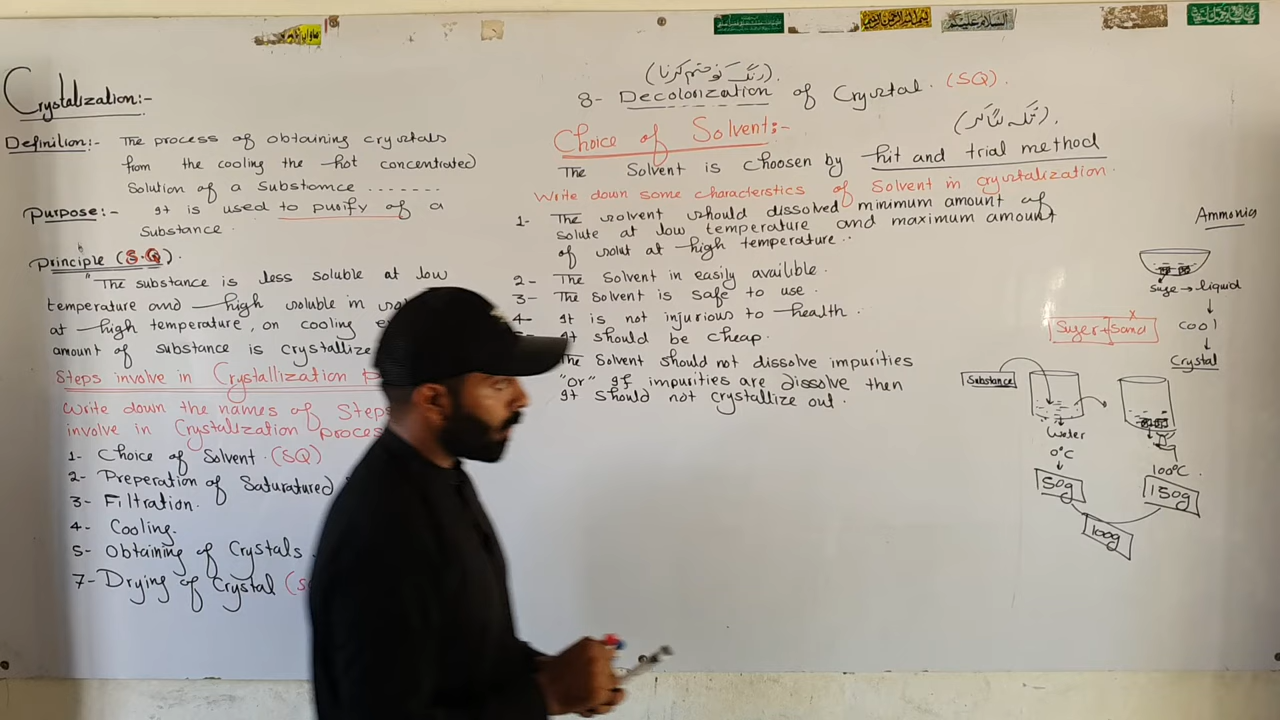 Crystalization:-
Definition:- The process of obtaining crystals
from the cooling the hot concentrated
Solution of a Substance .......
Purpose:- It is used to purify of a
Substance.
Principle (S.Q).
"The substance is less soluble at low
temperature and high soluble in
at high temperature, on cooling
amount of substance is crystallize
Steps involve in Crystallization
Write down the names of Steps
involve in Crystalization process
1- Choice of Solvent (SQ)
2- Preperation of Saturatured
3- Filtration.
4- Cooling.
5- Obtaining of Crystals.
7- Drying of Crystal
(رنگ کو ختم کرنا).
8- Decolorization of Crystal. (SQ).
Choice of Solvent:-
The Solvent is choosen by hit and trial method
Write down some characterstics of Solvent in crystalization.
1- The solvent should dissolved minimum amount of
solute at low temperature and maximum amount
of solut at high temperature..
2- The Solvent in easily availible.
3- The Solvent is safe to use.
4- It is not injurious to health.
It should be cheap.
The Solvent should not dissolve impurities
"or" If impurities are dissolve then
It should not crystallize out.
Ammonia
liquid
Cool
Crystal
Suger+Sand
x
Substance
Water
0°C
50g
100°C.
150g
100g
السلام علیکم